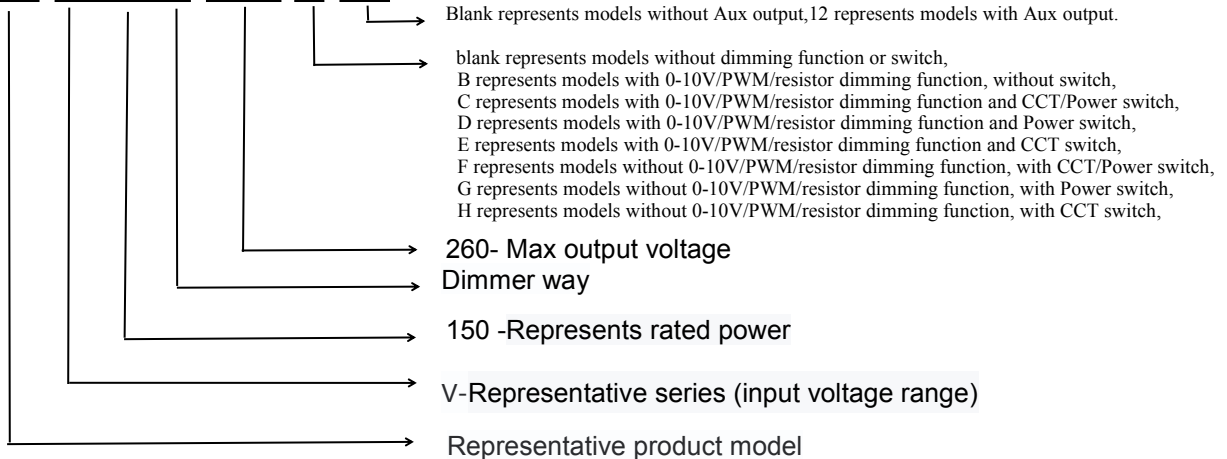 Blank represents models without Aux output,12 represents models with Aux output.
blank represents models without dimming function or switch,
B represents models with 0-10V/PWM/resistor dimming function, without switch,
C represents models with 0-10V/PWM/resistor dimming function and CCT/Power switch,
D represents models with 0-10V/PWM/resistor dimming function and Power switch,
E represents models with 0-10V/PWM/resistor dimming function and CCT switch,
F represents models without 0-10V/PWM/resistor dimming function, with CCT/Power switch,
G represents models without 0-10V/PWM/resistor dimming function, with Power switch,
H represents models without 0-10V/PWM/resistor dimming function, with CCT switch,
260- Max output voltage
Dimmer way
150 -Represents rated power
V-Representative series (input voltage range)
Representative product model